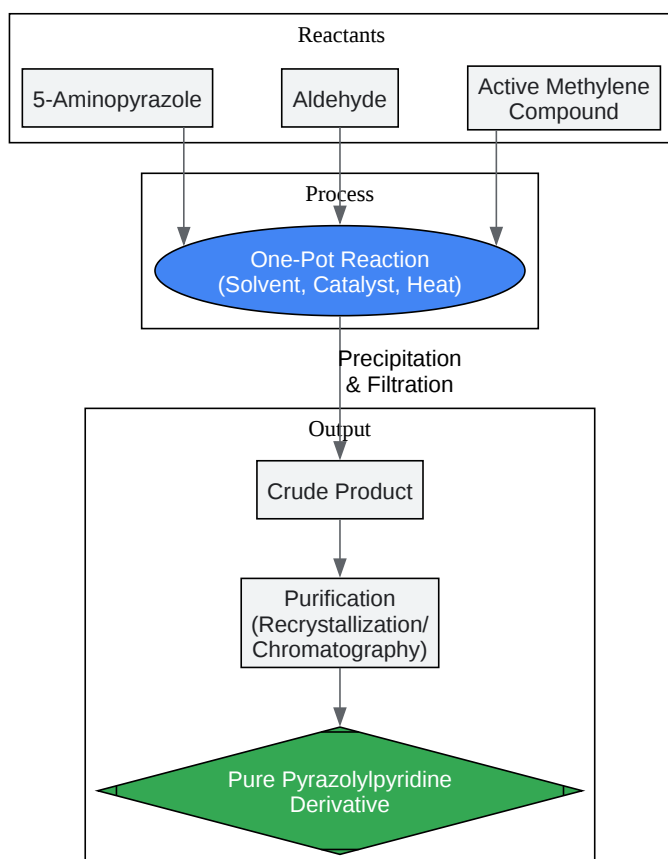 Reactants
5-Aminopyrazole
Aldehyde
Active Methylene
Compound
Process
One-Pot Reaction
(Solvent, Catalyst, Heat)
Precipitation
& Filtration
Output
Crude Product
Purification
(Recrystallization/
Chromatography)
Pure Pyrazolylpyridine
Derivative